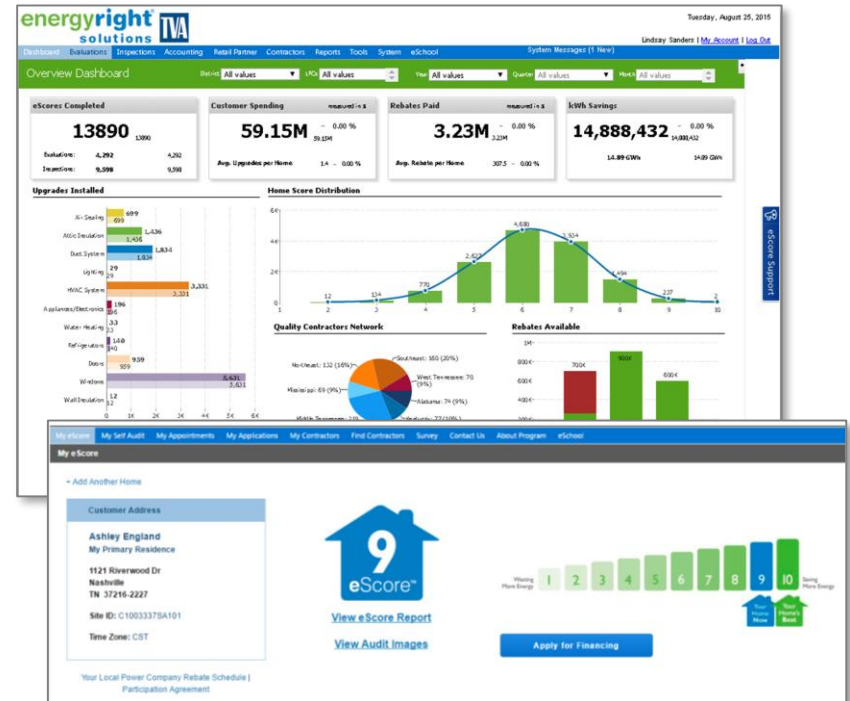 energyright
solutions
TVA
Tuesday, August 25, 2015
Lindsay Sanders | My Account | Log Out
Dashboard Evaluations Inspections Accounting Retail Partner Contractors Reports Tools System eSchool System Messages (1 New)
Overview Dashboard District All values LPCs All values Year All values Quarter All values Month All values
eScores Completed
13890 13890
Evaluations: 4,292 4,292
Inspections: 9,598 9,598
Customer Spending measured in $
59.15M 59.15M – 0.00 %
Avg. Upgrades per Home 1.4 – 0.00 %
Rebates Paid measured in $
3.23M 3.23M – 0.00 %
Avg. Rebate per Home 307.5 – 0.00 %
kWh Savings
14,888,432 14,888,432 – 0.00 %
14.89 GWh 14.89 GWh
Upgrades Installed
Air Sealing 699 699
Attic Insulation 1,436 1,436
Duct System 1,834 1,834
Lighting 29 29
HVAC System 3,331 3,331
Appliances/Electronics 196 196
Water Heating 33 33
Refrigerators 140 140
Doors 959 959
Windows 5,631 5,631
Wall Insulation 12 12
0 1K 2K 3K 4K 5K 6K
Home Score Distribution
6K
4K
2K
12 134 770 2,627 4,680 1,494 237 2
1 2 3 4 5 6 7 8 9 10
Quality Contractors Network
Northeast: 132 (16%)
Southeast: 160 (20%)
West Tennessee: 70 (9%)
Mississippi: 69 (9%)
Alabama: 74 (9%)
Rebates Available
1M
800K
600K
400K
700K 900K 600K
eScore Support
My eScore My Self Audit My Appointments My Applications My Contractors Find Contractors Survey Contact Us About Program eSchool
My eScore
+ Add Another Home
Customer Address
Ashley England
My Primary Residence
1121 Riverwood Dr
Nashville
TN 37216-2227
Site ID: C1003337SA101
Time Zone: CST
Your Local Power Company Rebate Schedule |
Participation Agreement
9
eScore™
View eScore Report
View Audit Images
Wasting
More Energy
1 2 3 4 5 6 7 8 9 10
Saving
More Energy
Your
Home
Now
Your
Home's
Best
Apply for Financing